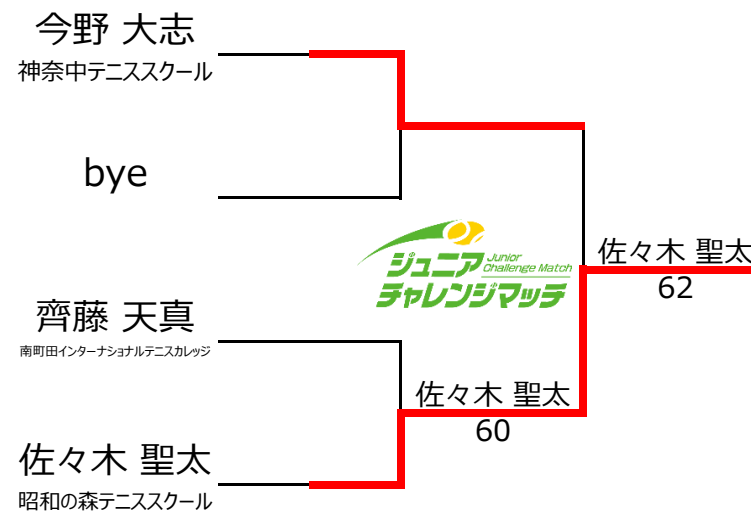 今野 大志
神奈中テニススクール
bye
ジュニア
Junior
Challenge Match
チャレンジマッチ
佐々木 聖太
62
齊藤 天真
南町田インターナショナルテニスカレッジ
佐々木 聖太
60
佐々木 聖太
昭和の森テニススクール